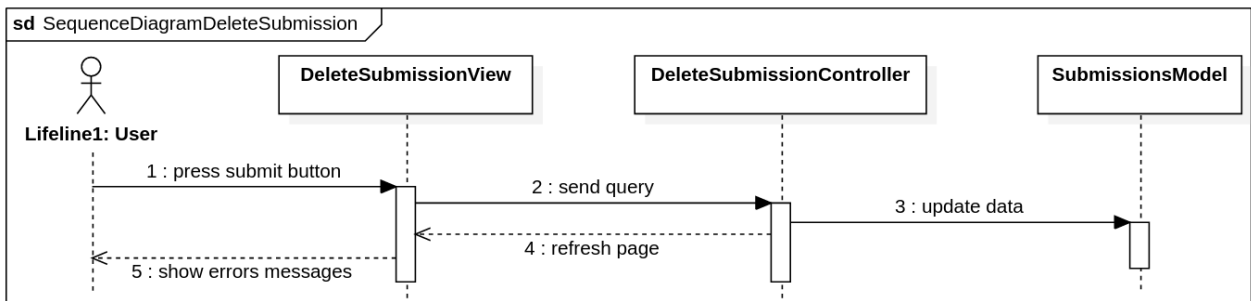 sd SequenceDiagramDeleteSubmission
DeleteSubmissionView
DeleteSubmissionController
SubmissionsModel
Lifeline1: User
1 : press submit button
2 : send query
3 : update data
4 : refresh page
5 : show errors messages